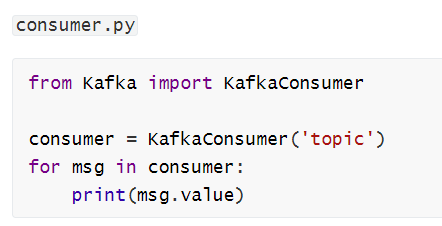 consumer.py
from Kafka import KafkaConsumer
consumer = KafkaConsumer('topic')
for msg in consumer:
    print(msg.value)